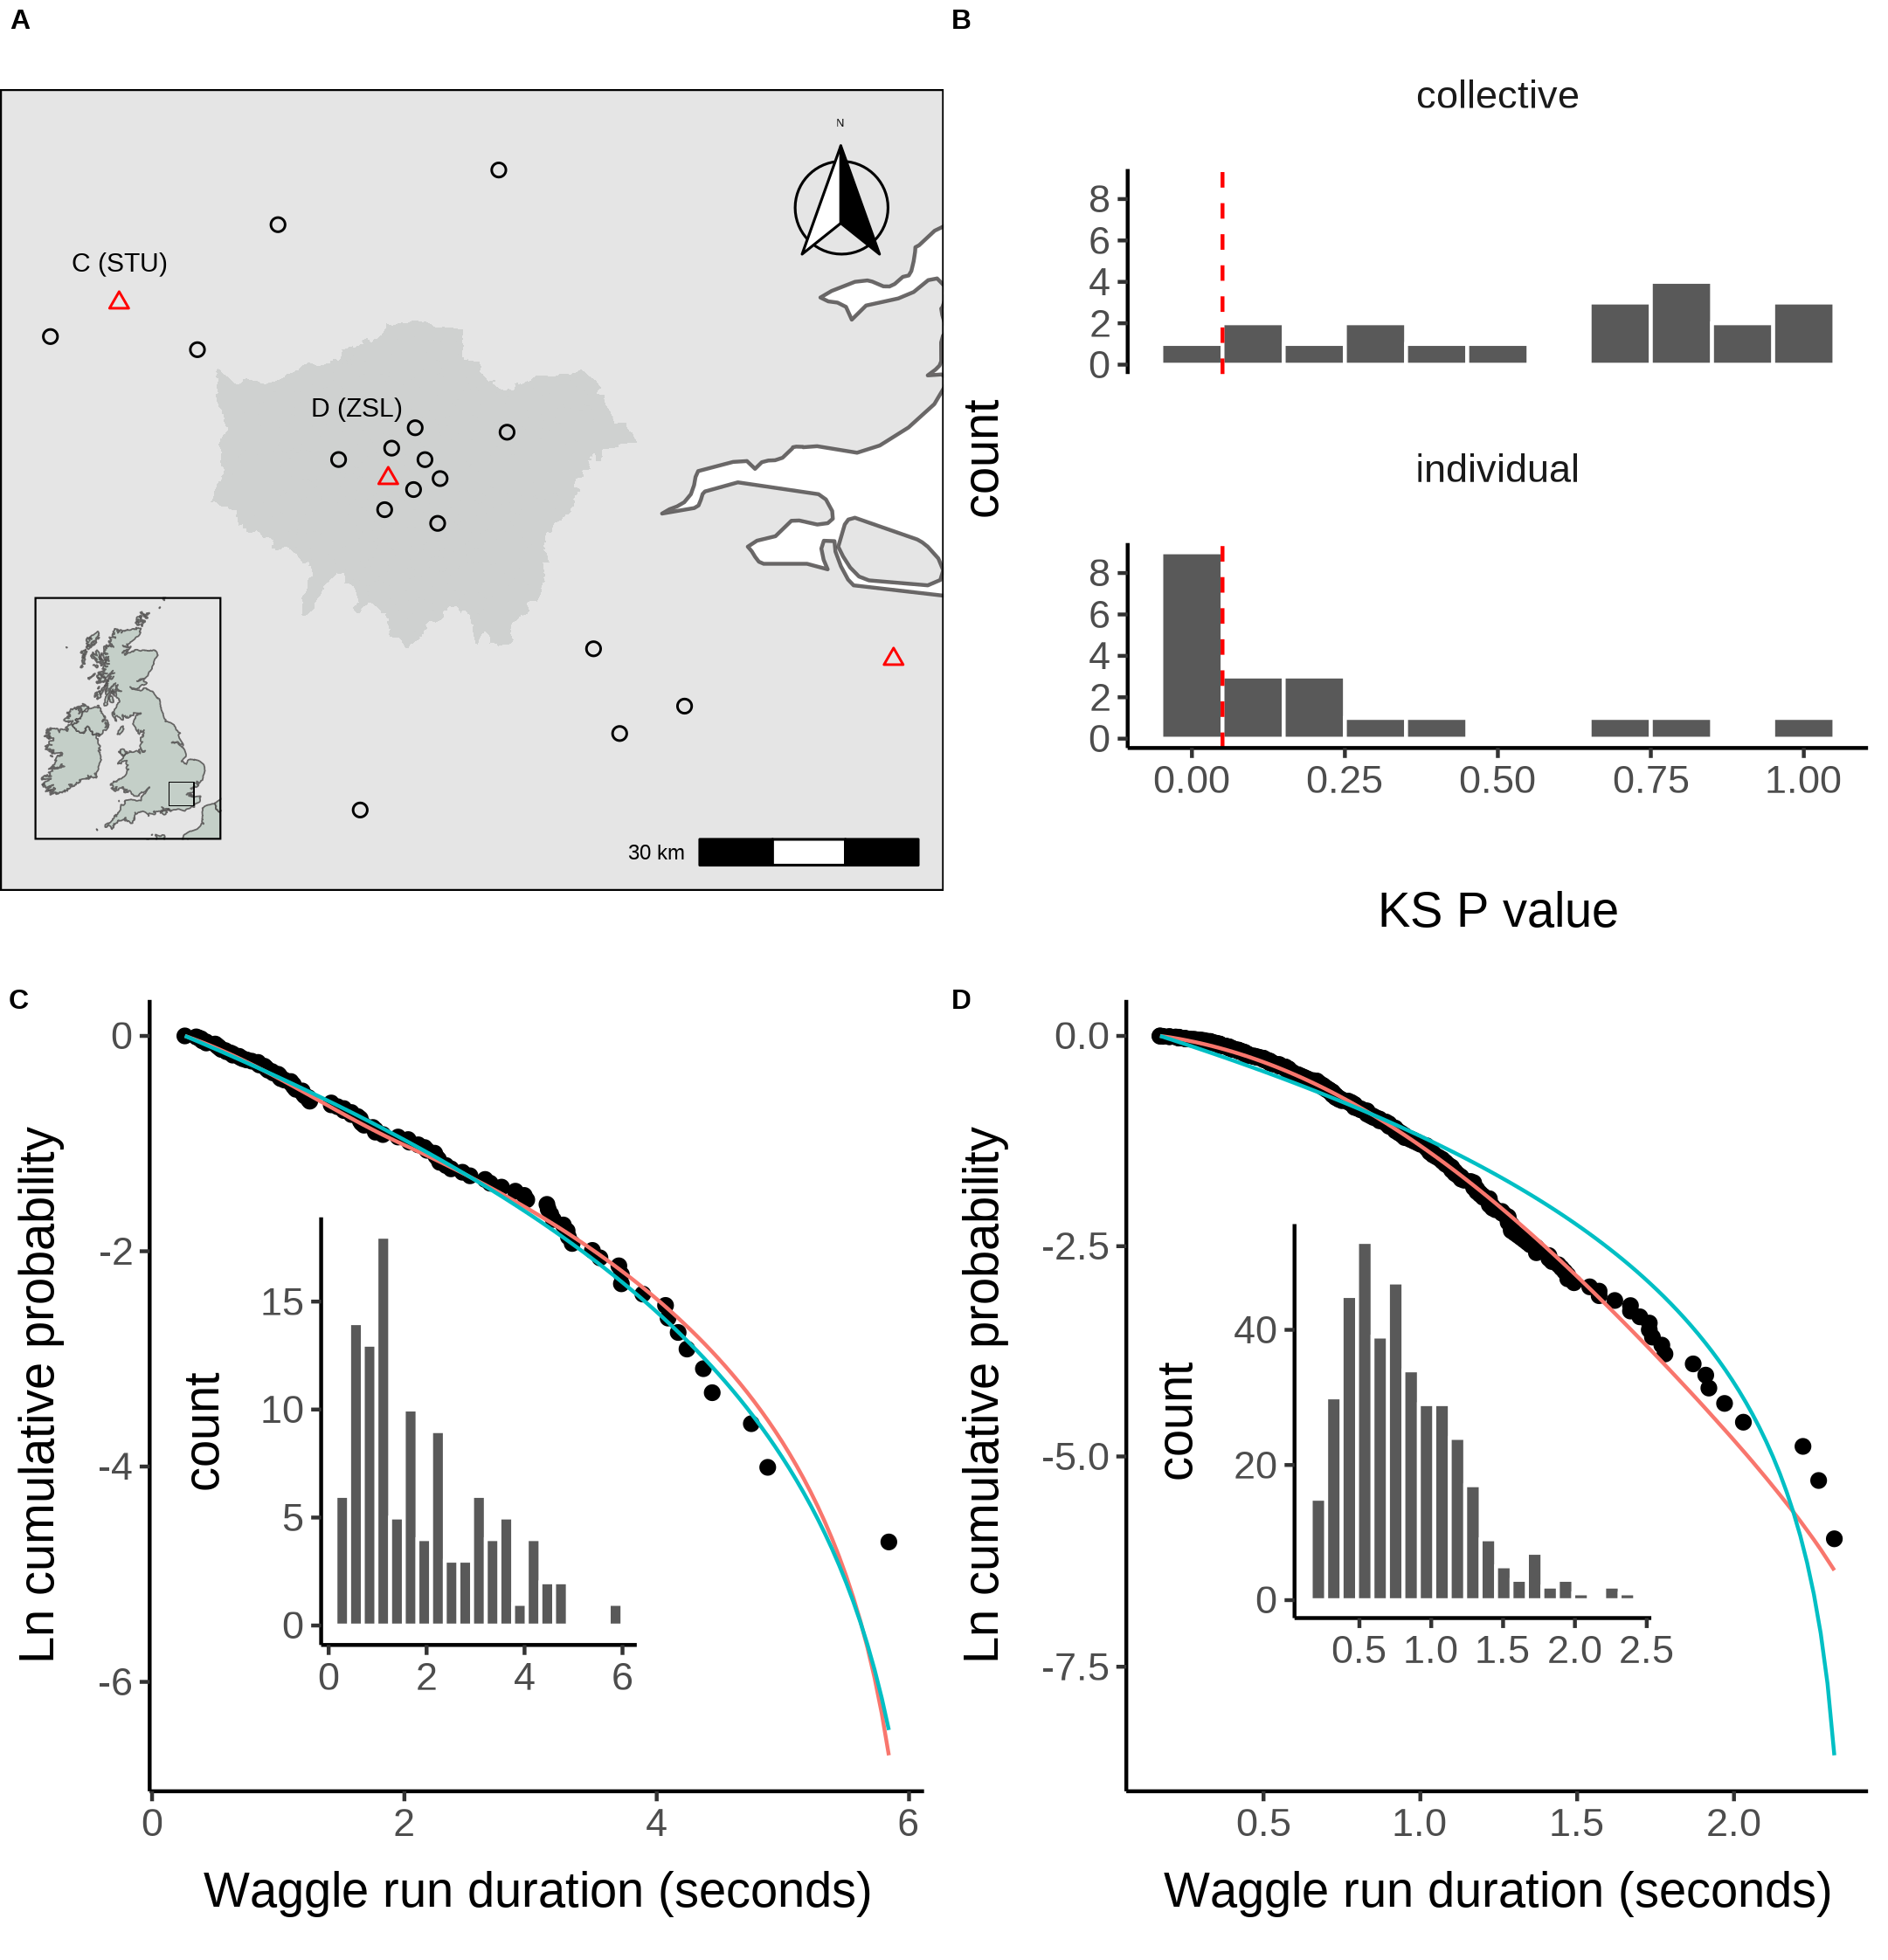 A
N
C (STU)
D (ZSL)
30 km
B
collective
8
6
4
2
0
count
individual
8
6
4
2
0
0.00 0.25 0.50 0.75 1.00
KS P value
C
Ln cumulative probability
0
-2
-4
-6
count
15
10
5
0
0 2 4 6
0 2 4 6
Waggle run duration (seconds)
D
Ln cumulative probability
0.0
-2.5
-5.0
-7.5
count
40
20
0
0.5 1.0 1.5 2.0 2.5
0.5 1.0 1.5 2.0
Waggle run duration (seconds)